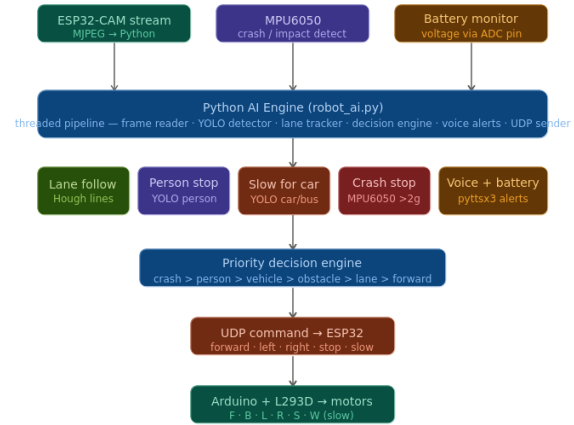 ESP32-CAM stream
MJPEG → Python
MPU6050
crash / impact detect
Battery monitor
voltage via ADC pin
Python AI Engine (robot_ai.py)
threaded pipeline — frame reader · YOLO detector · lane tracker · decision engine · voice alerts · UDP sender
Lane follow
Hough lines
Person stop
YOLO person
Slow for car
YOLO car/bus
Crash stop
MPU6050 >2g
Voice + battery
pyttsx3 alerts
Priority decision engine
crash > person > vehicle > obstacle > lane > forward
UDP command → ESP32
forward · left · right · stop · slow
Arduino + L293D → motors
F · B · L · R · S · W (slow)